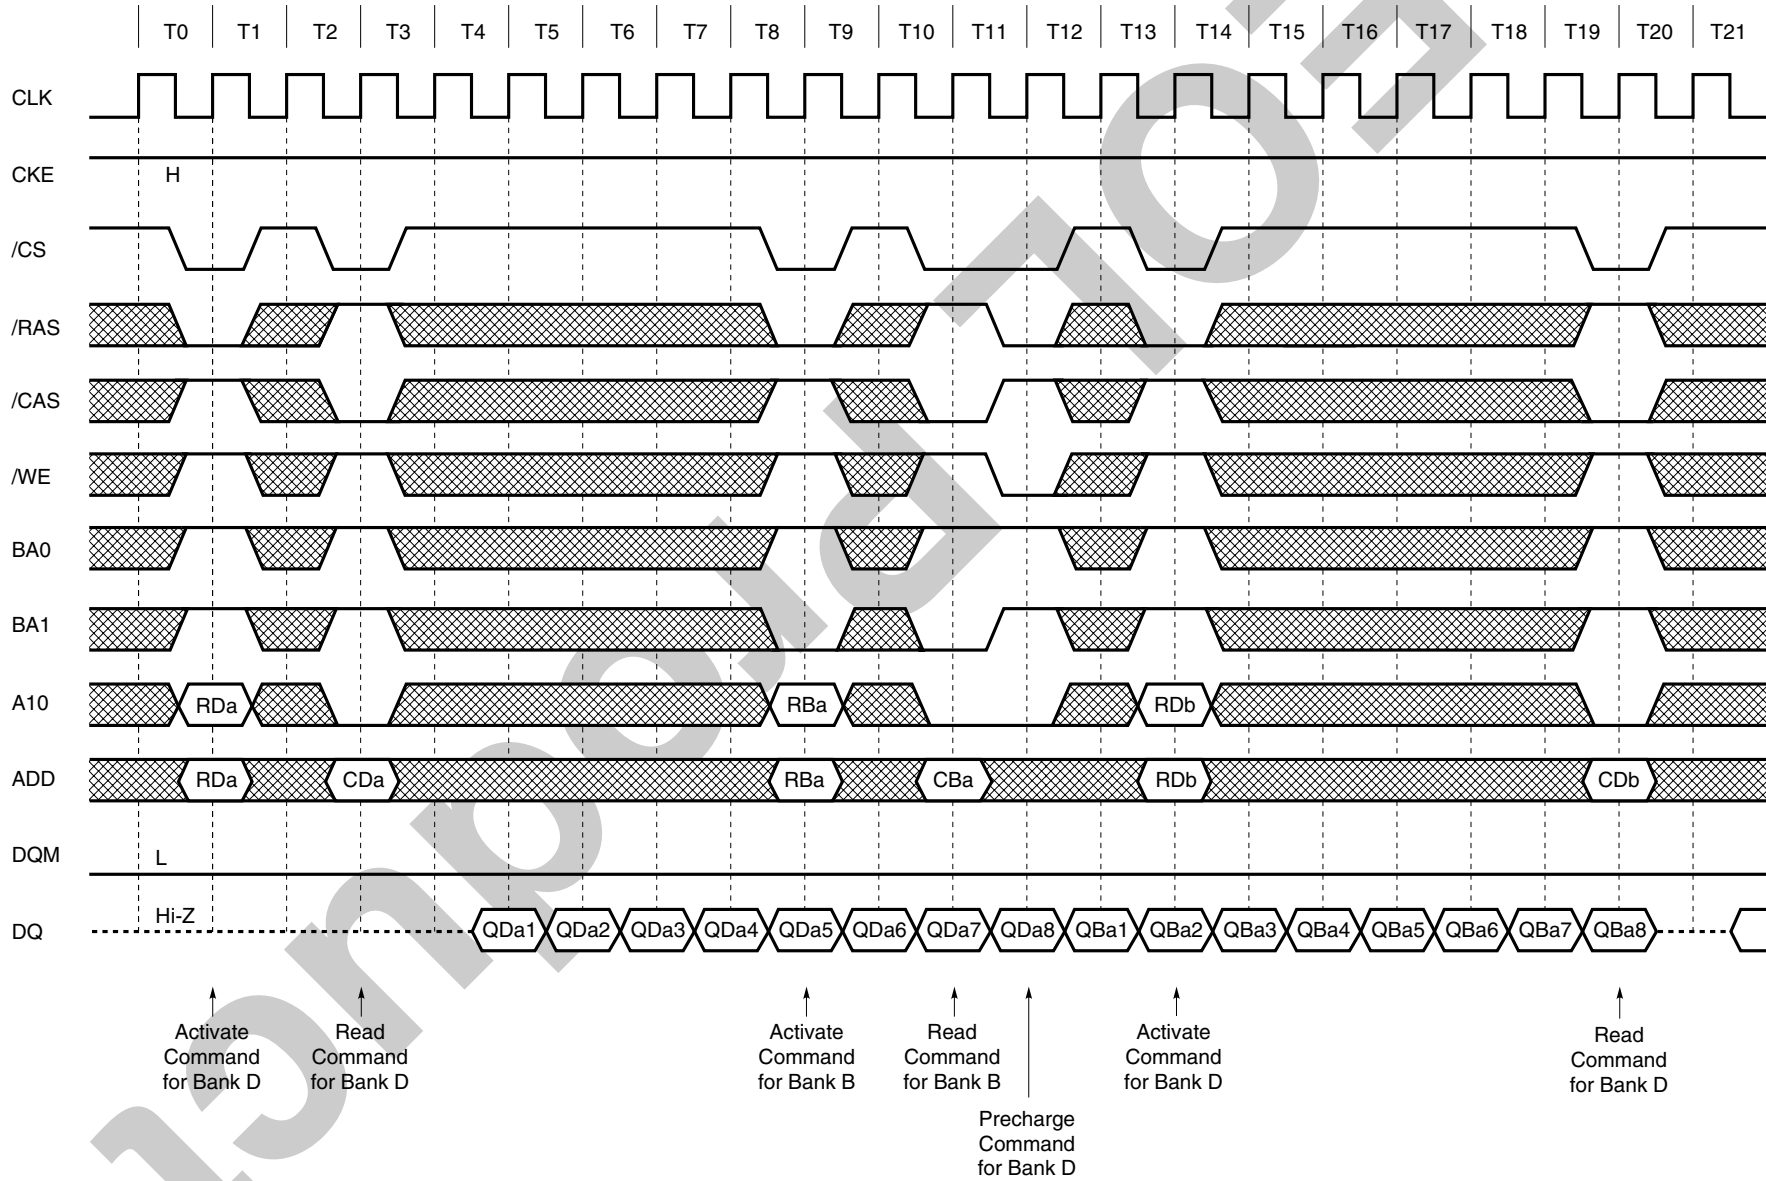 T0 T1 T2 T3 T4 T5 T6 T7 T8 T9 T10 T11 T12 T13 T14 T15 T16 T17 T18 T19 T20 T21
CLK
CKE H
/CS
/RAS
/CAS
/WE
BA0
BA1
A10 RDa RBa RDb
ADD RDa CDa RBa CBa RDb CDb
DQM L
DQ Hi-Z QDa1 QDa2 QDa3 QDa4 QDa5 QDa6 QDa7 QDa8 QBa1 QBa2 QBa3 QBa4 QBa5 QBa6 QBa7 QBa8
Activate
Command
for Bank D
Read
Command
for Bank D
Activate
Command
for Bank B
Read
Command
for Bank B
Precharge
Command
for Bank D
Activate
Command
for Bank D
Read
Command
for Bank D
EOL Product